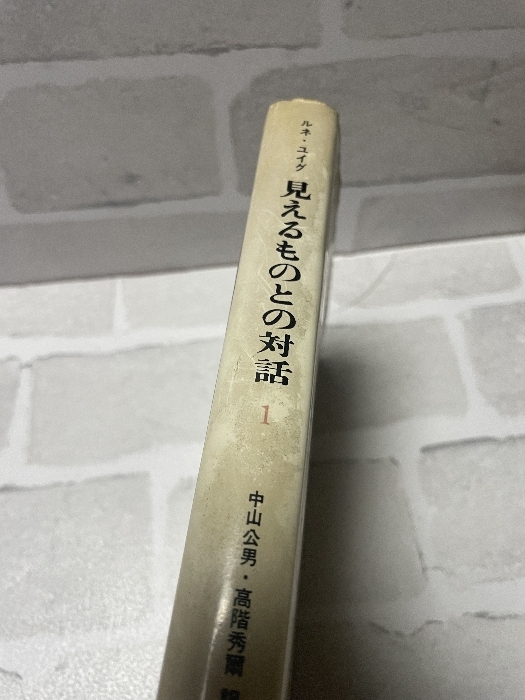 ルネ・ユイグ
見えるものとの対話
1
中山公男・高階秀爾